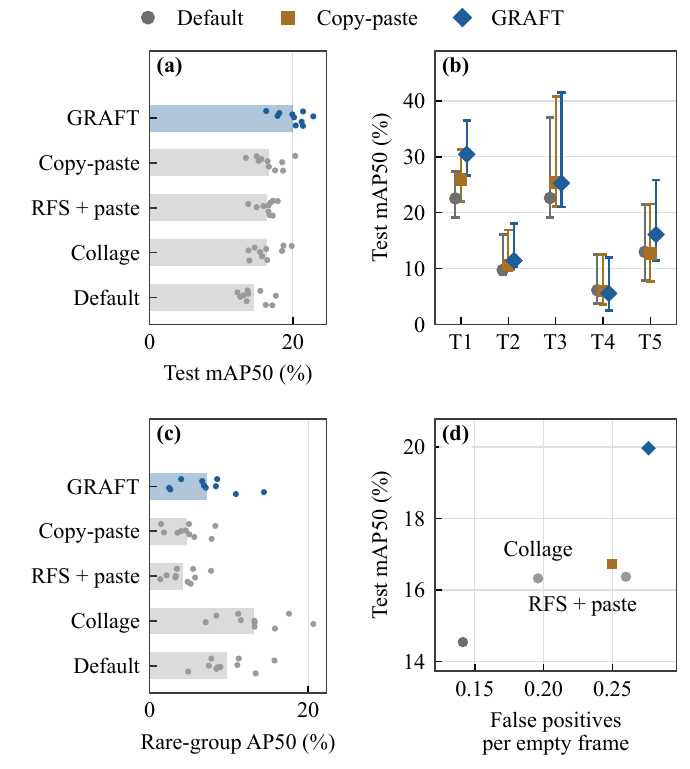 Default Copy-paste GRAFT
(a)
GRAFT
Copy-paste
RFS + paste
Collage
Default
0 20
Test mAP50 (%)
(b)
Test mAP50 (%)
40
30
20
10
0
T1 T2 T3 T4 T5
(c)
GRAFT
Copy-paste
RFS + paste
Collage
Default
0 20
Rare-group AP50 (%)
(d)
Test mAP50 (%)
20
18
16
14
Collage
RFS + paste
0.15 0.20 0.25
False positives
per empty frame